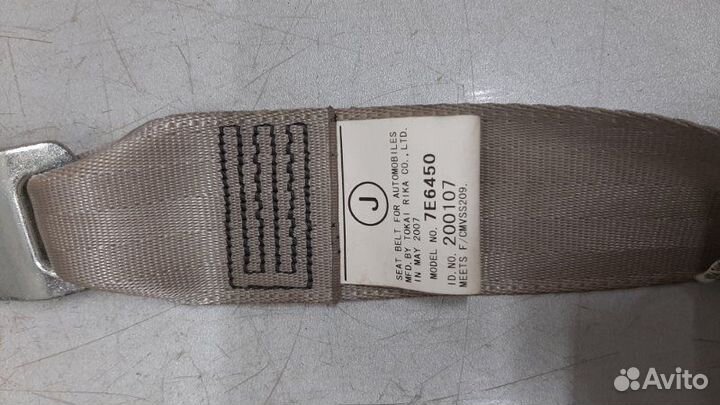 J
SEAT BELT FOR AUTOMOBILES
MFD. BY TOKAI RIKA CO., LTD.
IN MAY 2007
MODEL NO. 7E6450
ID. NO. 200107
MEETS F/CMVSS209.
Avito